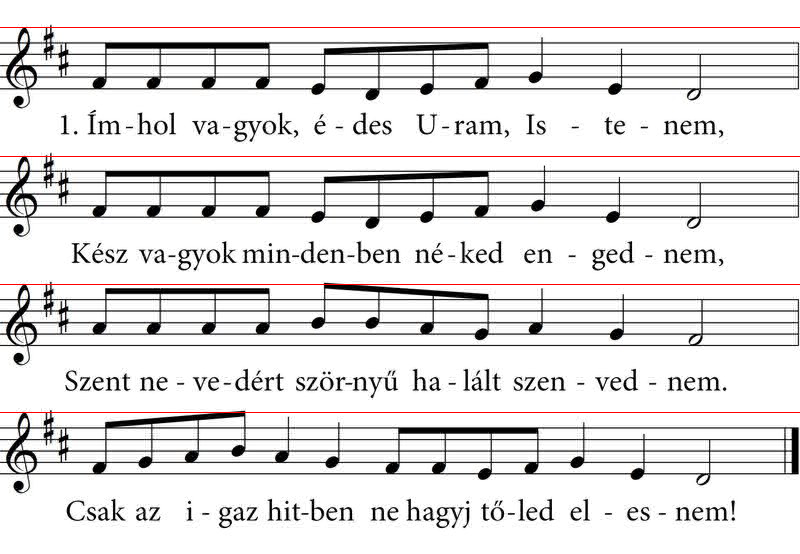 1. Ím-hol va-gyok, é - des U-ram, Is - te - nem,
Kész va-gyok min-den-ben né-ked en - ged - nem,
Szent ne - ve-dért ször-nyű ha - lált szen - ved - nem.
Csak az i - gaz hit-ben ne hagyj tő-led el - es - nem!